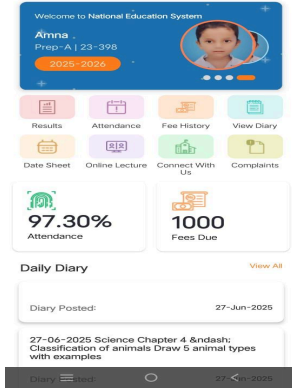 Welcome to National Education System
Amna
Prep-A | 23-398
2025-2026
Results
Attendance
Fee History
View Diary
Date Sheet
Online Lecture
Connect With
Us
Complaints
97.30%
Attendance
1000
Fees Due
Daily Diary
View All
Diary Posted:
27-Jun-2025
27-06-2025 Science Chapter 4 &ndash;
Classification of animals Draw 5 animal types
with examples
Diary Posted:
-Jun-2025